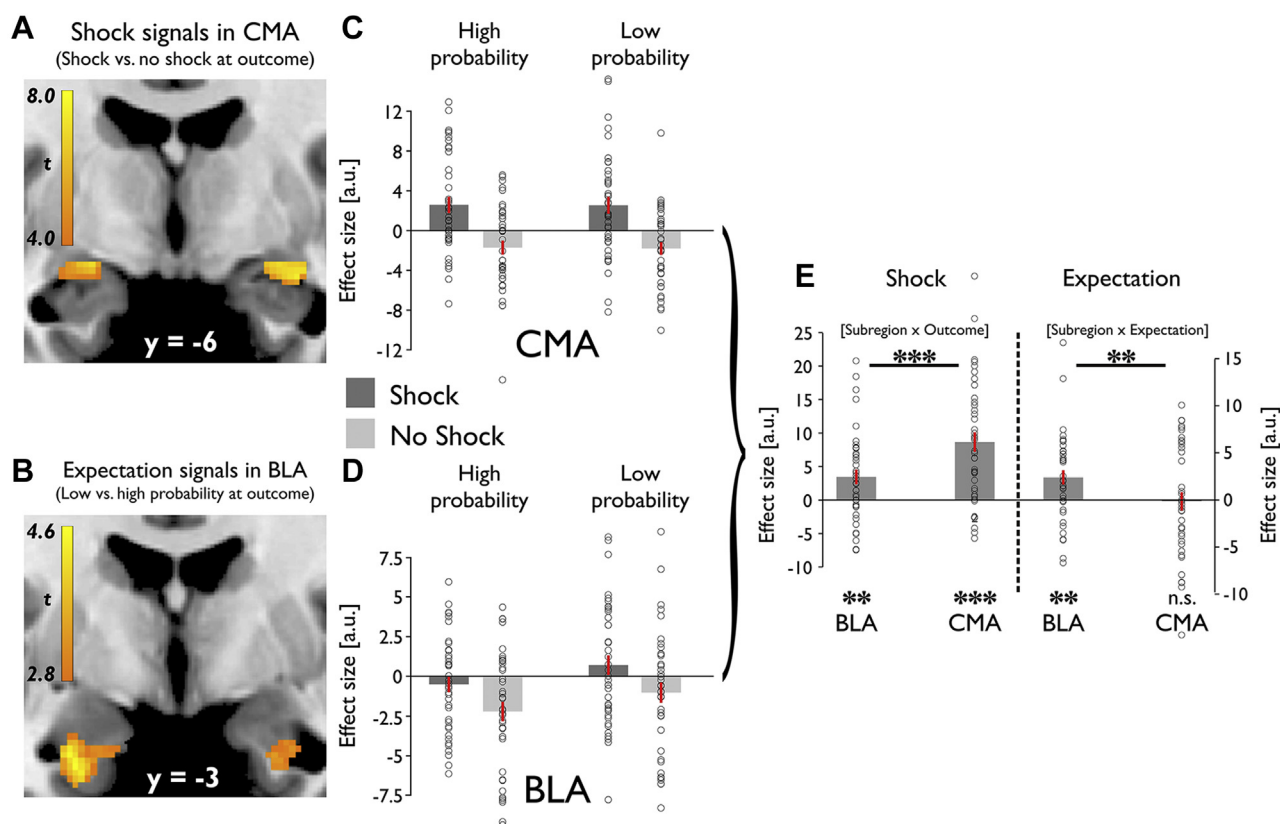 A
Shock signals in CMA
(Shock vs. no shock at outcome)
8.0
t
4.0
y = -6
B
Expectation signals in BLA
(Low vs. high probability at outcome)
4.6
t
2.8
y = -3
C
High
probability
Low
probability
Effect size [a.u.]
12
8
4
0
-4
-8
-12
CMA
Shock
No Shock
D
High
probability
Low
probability
Effect size [a.u.]
7.5
5
2.5
0
-2.5
-5
-7.5
BLA
E
Shock
Expectation
[Subregion x Outcome]
[Subregion x Expectation]
***
**
Effect size [a.u.]
25
20
15
10
5
0
-5
-10
15
10
5
0
-5
-10
Effect size [a.u.]
** *** ** n.s.
BLA CMA BLA CMA